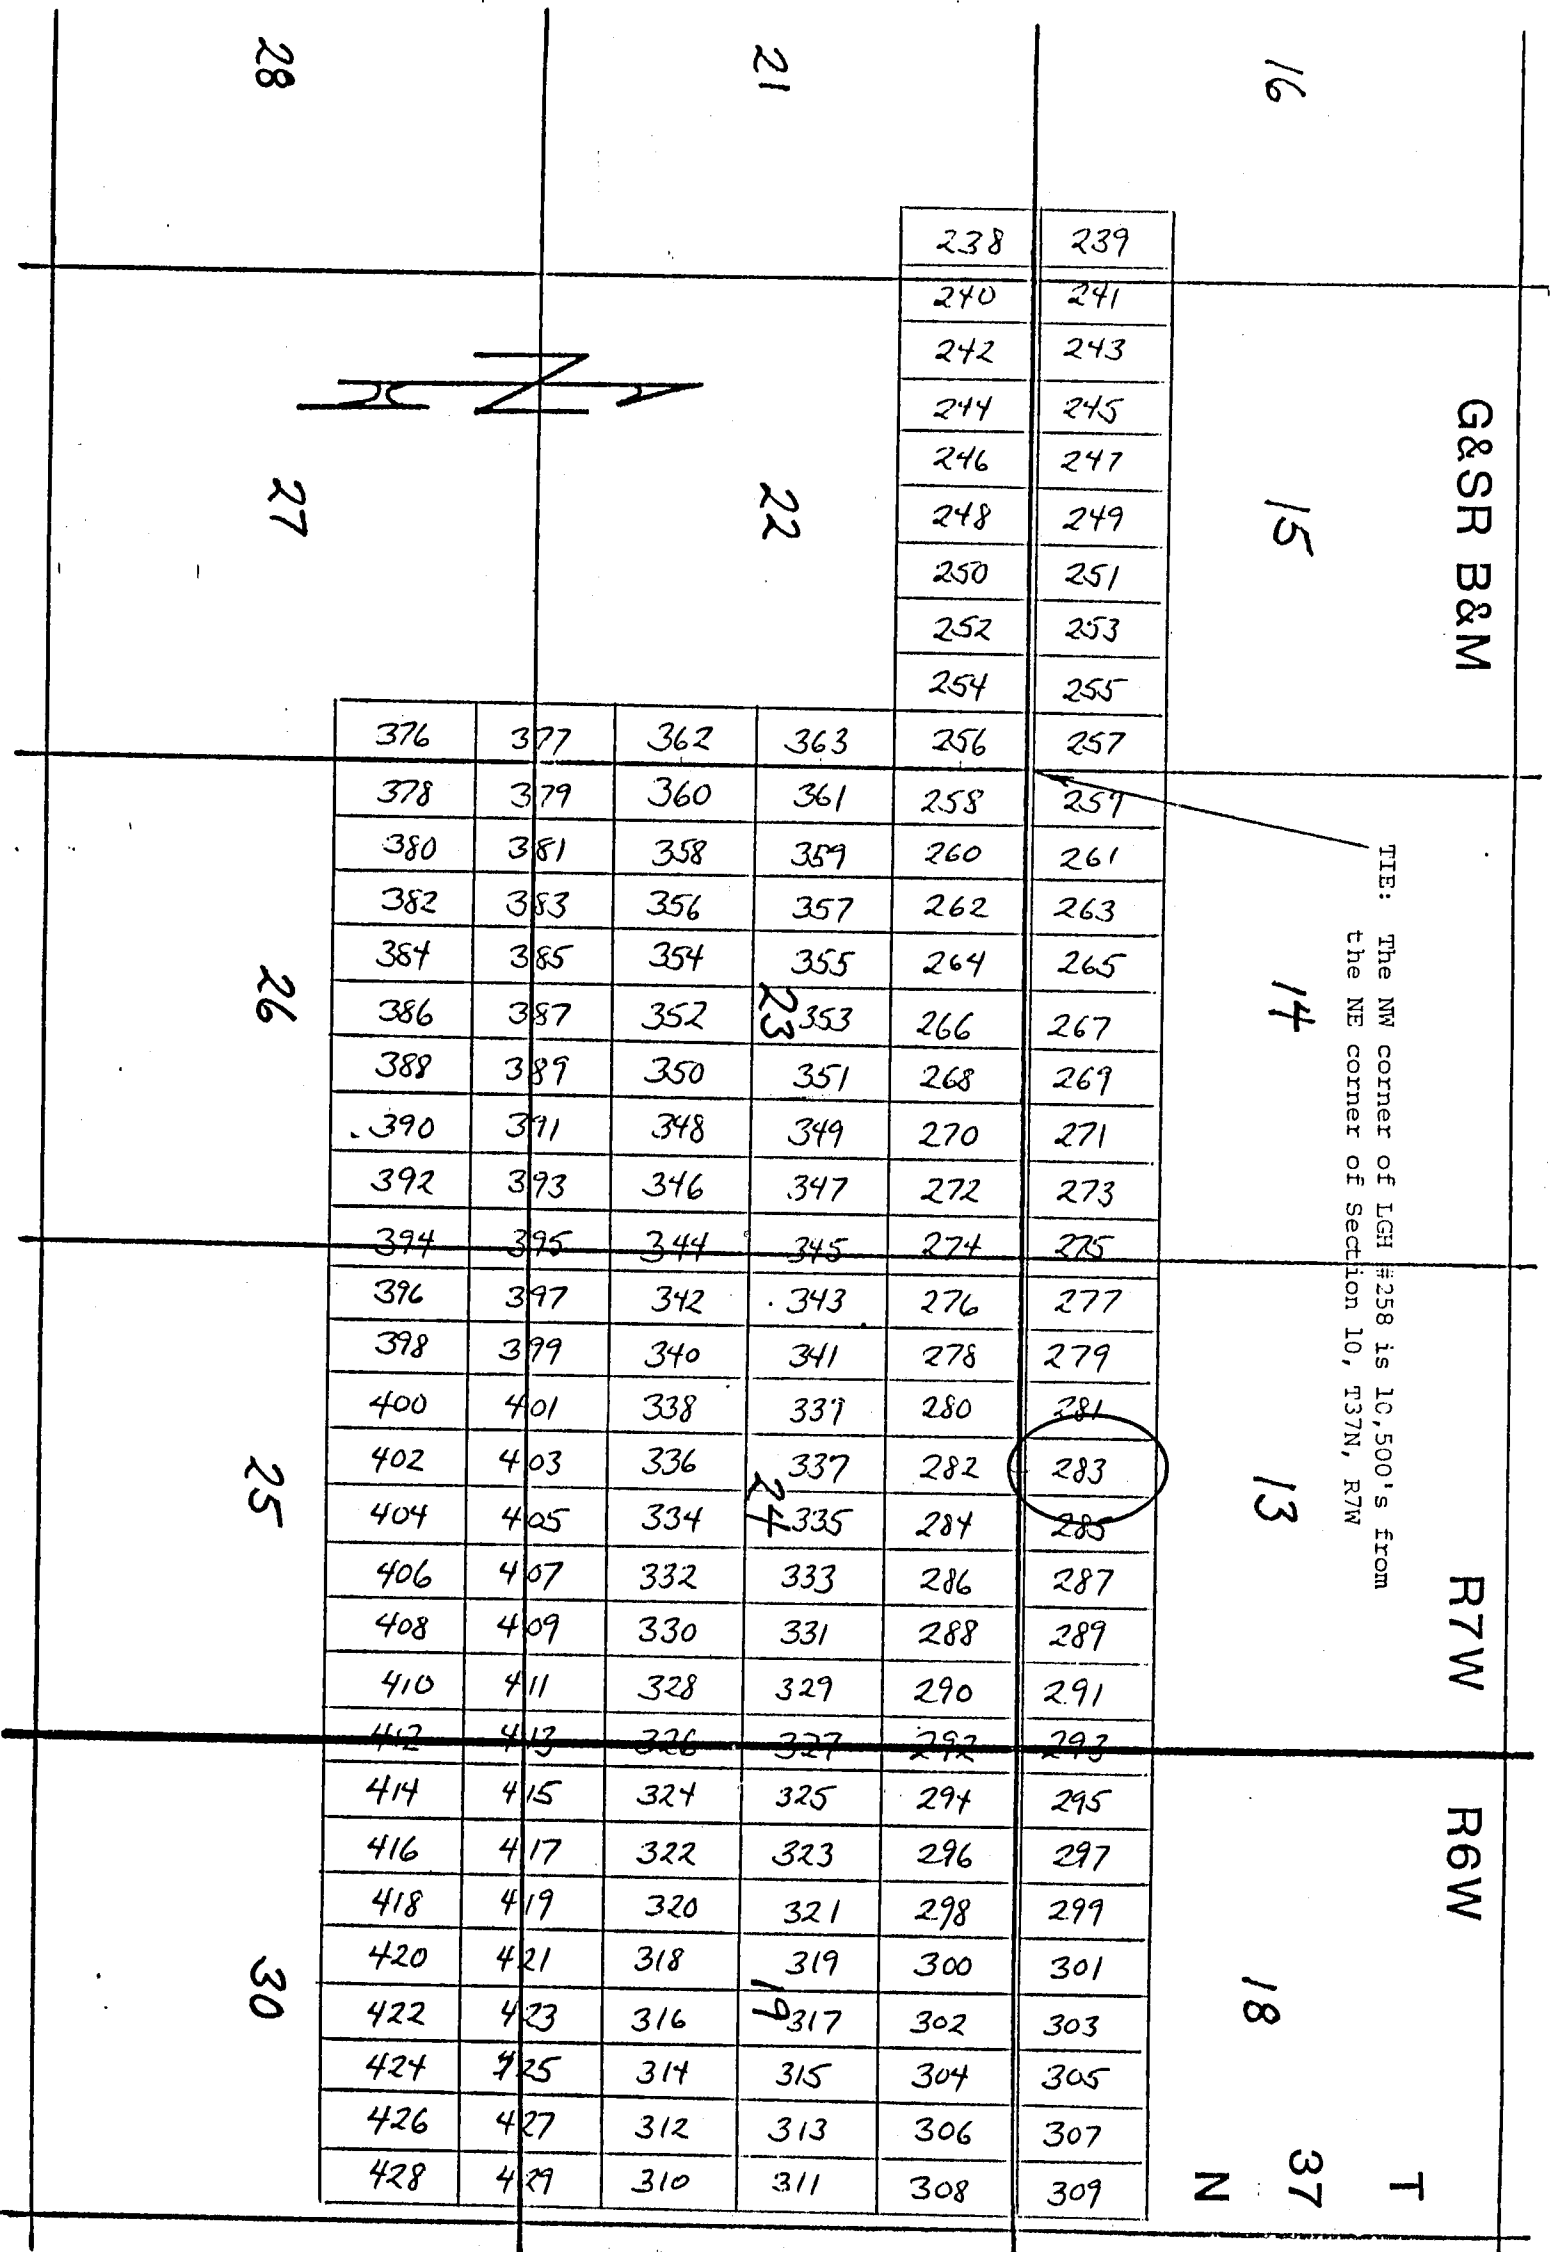 G&SR B&M
R7W
R6W
T
37
N
TIE: The NW corner of LGH #258 is 10,500's from
the NE corner of Section 10, T37N, R7W
16
15
14
13
18
21
22
23
24
19
28
27
26
25
30
N
238 239
240 241
242 243
244 245
246 247
248 249
250 251
252 253
254 255
376 377 362 363 256 257
378 379 360 361 258 259
380 381 358 359 260 261
382 383 356 357 262 263
384 385 354 355 264 265
386 387 352 353 266 267
388 389 350 351 268 269
390 391 348 349 270 271
392 393 346 347 272 273
394 395 344 345 274 275
396 397 342 343 276 277
398 399 340 341 278 279
400 401 338 339 280 281
402 403 336 337 282 283
404 405 334 335 284 285
406 407 332 333 286 287
408 409 330 331 288 289
410 411 328 329 290 291
412 413 326 327 292 293
414 415 324 325 294 295
416 417 322 323 296 297
418 419 320 321 298 299
420 421 318 319 300 301
422 423 316 317 302 303
424 425 314 315 304 305
426 427 312 313 306 307
428 429 310 311 308 309